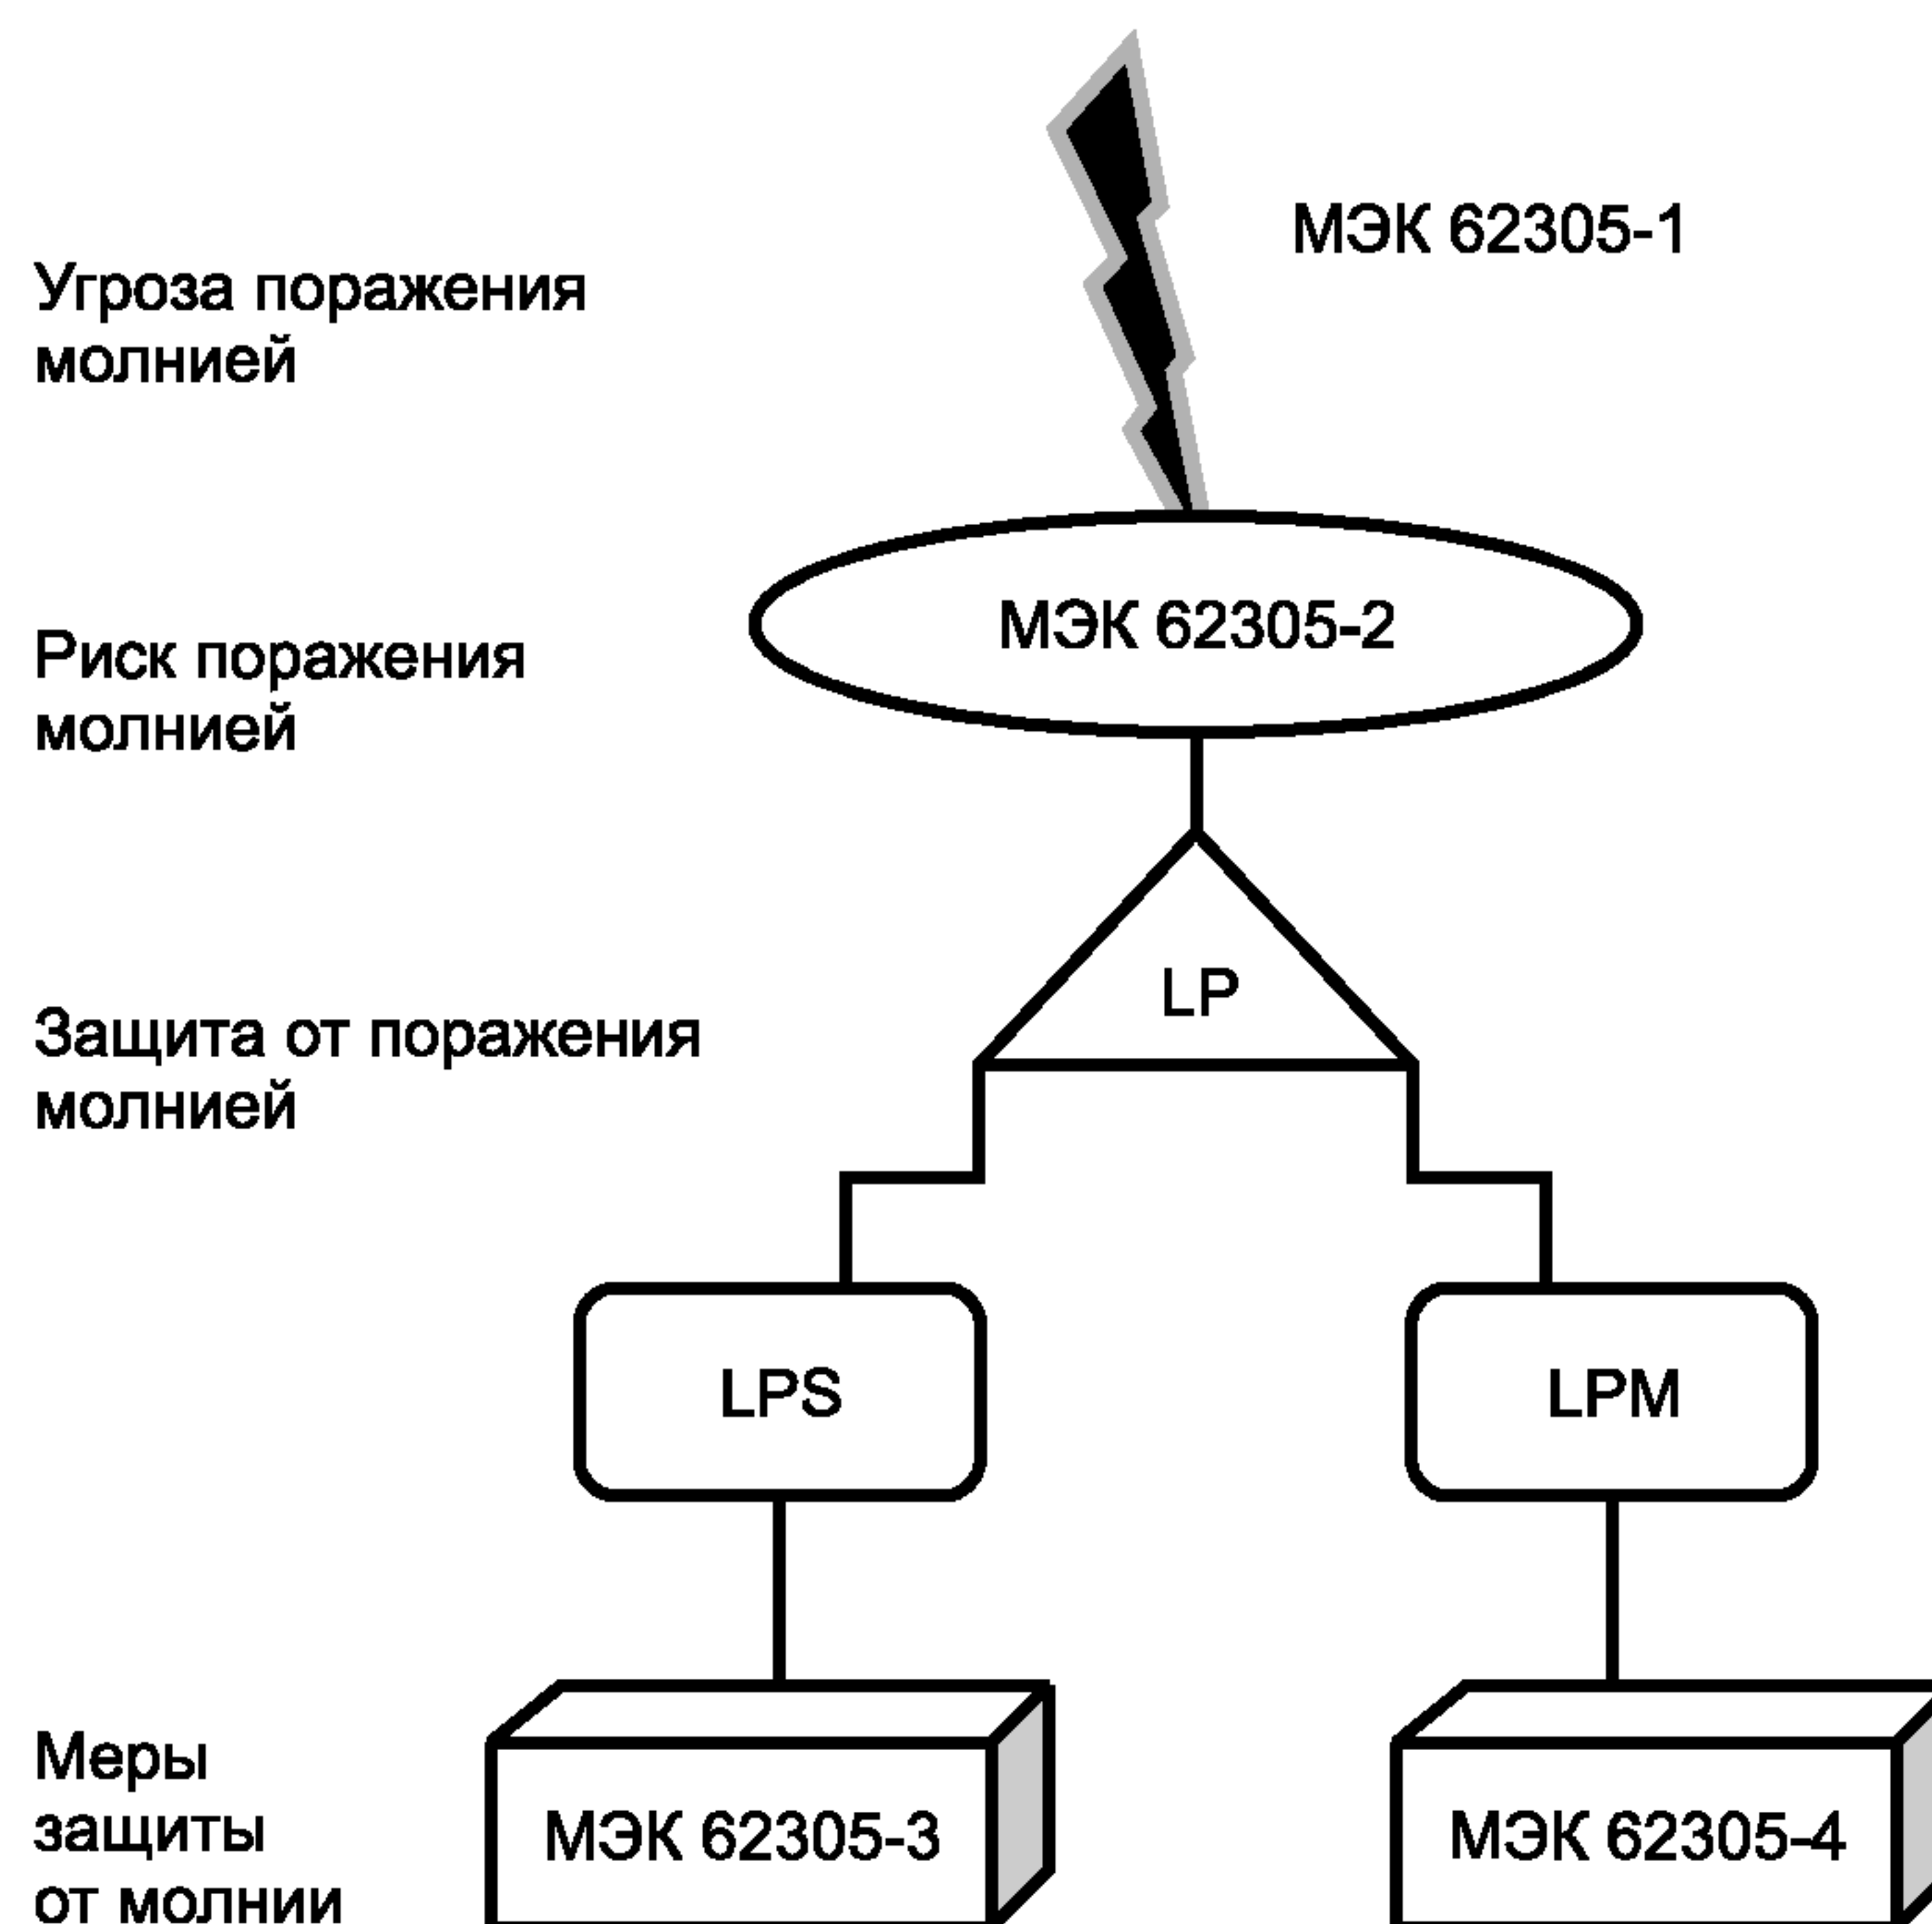 МЭК 62305-1
Угроза поражения
молнией
МЭК 62305-2
Риск поражения
молнией
LP
Защита от поражения
молнией
LPS
LPM
Меры
защиты
от молнии
МЭК 62305-3
МЭК 62305-4